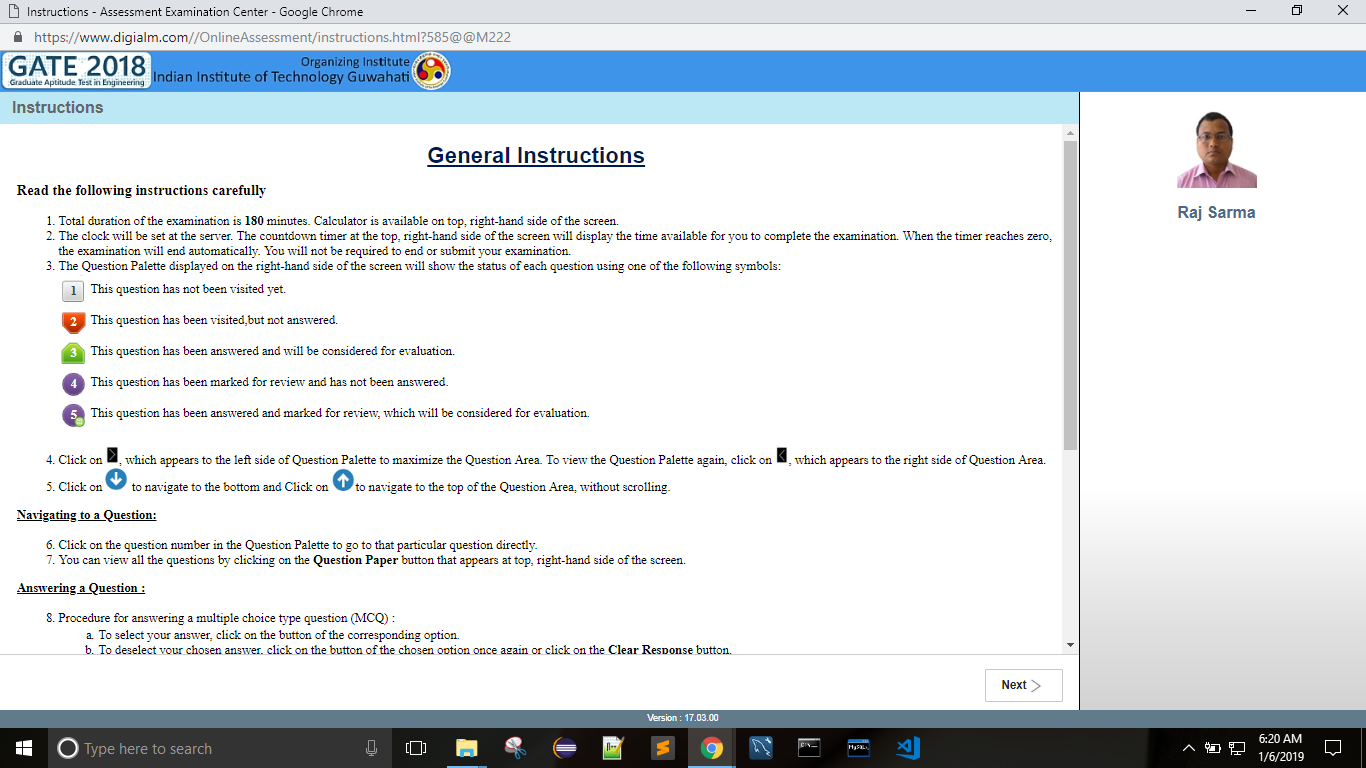 Instructions - Assessment Examination Center - Google Chrome
https://www.digialm.com//OnlineAssessment/instructions.html?585@@M222
GATE 2018
Graduate Aptitude Test in Engineering
Organizing Institute
Indian Institute of Technology Guwahati
Instructions
General Instructions
Read the following instructions carefully
1. Total duration of the examination is 180 minutes. Calculator is available on top, right-hand side of the screen.
2. The clock will be set at the server. The countdown timer at the top, right-hand side of the screen will display the time available for you to complete the examination. When the timer reaches zero,
the examination will end automatically. You will not be required to end or submit your examination.
3. The Question Palette displayed on the right-hand side of the screen will show the status of each question using one of the following symbols:
1 This question has not been visited yet.
2 This question has been visited,but not answered.
3 This question has been answered and will be considered for evaluation.
4 This question has been marked for review and has not been answered.
5 This question has been answered and marked for review, which will be considered for evaluation.
4. Click on > , which appears to the left side of Question Palette to maximize the Question Area. To view the Question Palette again, click on < , which appears to the right side of Question Area.
5. Click on ↓ to navigate to the bottom and Click on ↑ to navigate to the top of the Question Area, without scrolling.
Navigating to a Question:
6. Click on the question number in the Question Palette to go to that particular question directly.
7. You can view all the questions by clicking on the Question Paper button that appears at top, right-hand side of the screen.
Answering a Question :
8. Procedure for answering a multiple choice type question (MCQ) :
a. To select your answer, click on the button of the corresponding option.
b. To deselect your chosen answer, click on the button of the chosen option once again or click on the Clear Response button.
Next >
Raj Sarma
Version : 17.03.00
Type here to search
6:20 AM
1/6/2019